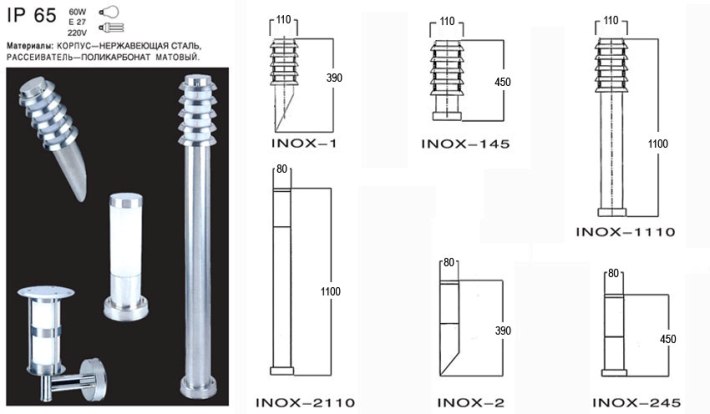 IP 65
60W
E 27
220V
Материалы: КОРПУС—НЕРЖАВЕЮЩАЯ СТАЛЬ,
РАССЕИВАТЕЛЬ—ПОЛИКАРБОНАТ МАТОВЫЙ.
110
390
INOX-1
110
450
INOX-145
110
1100
INOX-1110
80
1100
INOX-2110
80
390
INOX-2
80
450
INOX-245